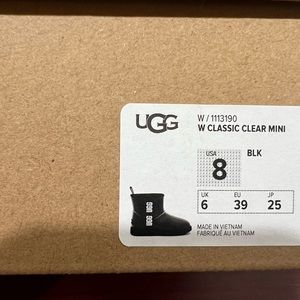 UGG
W / 1113190
W CLASSIC CLEAR MINI
USA
8
BLK
UGG
UGG
UK EU JP
6 39 25
MADE IN VIETNAM
FABRIQUÉ AU VIETNAM